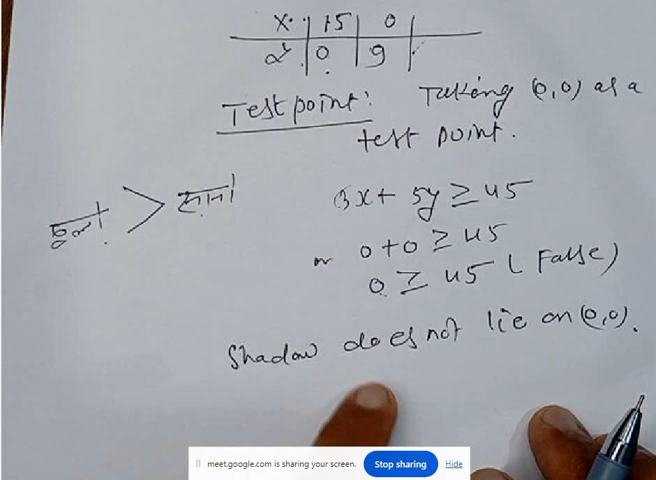 x 15 0
y 0 9
Test point: Taking (0,0) as a
test point.
> सानो
3x + 5y ≥ 45
or 0 + 0 ≥ 45
0 ≥ 45 (False)
Shadow does not lie on (0,0).
meet.google.com is sharing your screen. Stop sharing Hide